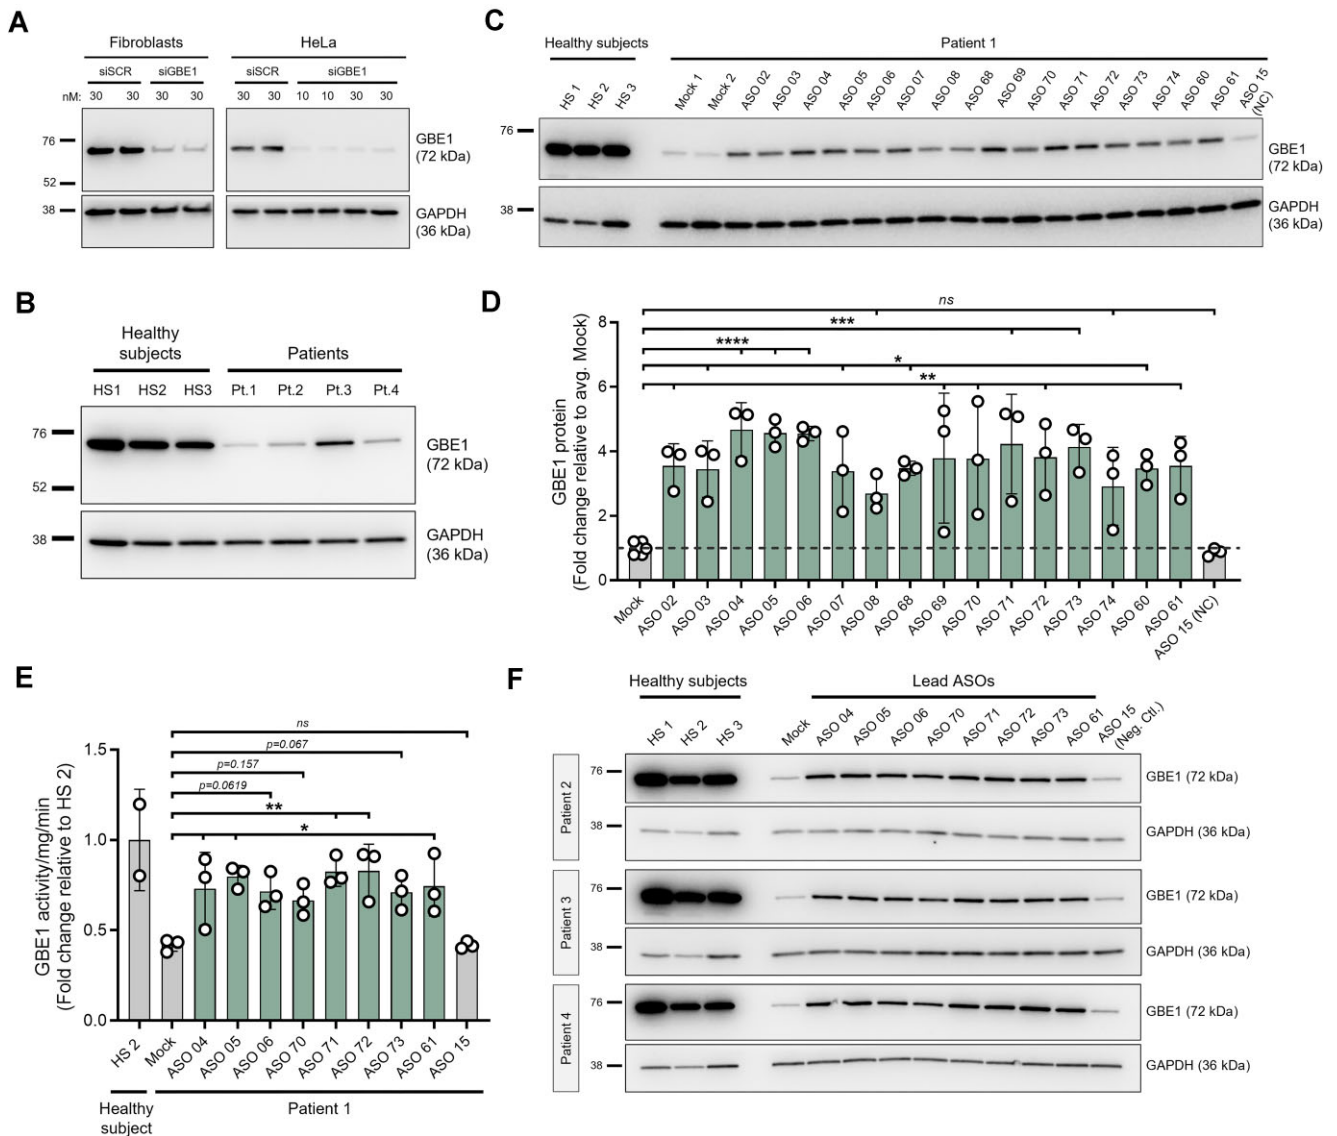 A
Fibroblasts HeLa
siSCR siGBE1 siSCR siGBE1
nM: 30 30 30 30 30 30 10 10 30 30
76
52
38
GBE1
(72 kDa)
GAPDH
(36 kDa)
C
Healthy subjects Patient 1
HS 1 HS 2 HS 3 Mock 1 Mock 2 ASO 02 ASO 03 ASO 04 ASO 05 ASO 06 ASO 07 ASO 08 ASO 68 ASO 69 ASO 70 ASO 71 ASO 72 ASO 73 ASO 74 ASO 60 ASO 61 ASO 15 (NC)
76
38
GBE1
(72 kDa)
GAPDH
(36 kDa)
B
Healthy
subjects
Patients
HS1 HS2 HS3 Pt.1 Pt.2 Pt.3 Pt.4
76
52
38
GBE1
(72 kDa)
GAPDH
(36 kDa)
D
GBE1 protein
(Fold change relative to avg. Mock)
8
6
4
2
0
ns
***
****
*
**
Mock ASO 02 ASO 03 ASO 04 ASO 05 ASO 06 ASO 07 ASO 08 ASO 68 ASO 69 ASO 70 ASO 71 ASO 72 ASO 73 ASO 74 ASO 60 ASO 61 ASO 15 (NC)
E
GBE1 activity/mg/min
(Fold change relative to HS 2)
1.5
1.0
0.5
0.0
ns
p=0.067
p=0.157
p=0.0619
**
*
HS 2 Mock ASO 04 ASO 05 ASO 06 ASO 70 ASO 71 ASO 72 ASO 73 ASO 61 ASO 15
Healthy
subject
Patient 1
F
Healthy subjects Lead ASOs
HS 1 HS 2 HS 3 Mock ASO 04 ASO 05 ASO 06 ASO 70 ASO 71 ASO 72 ASO 73 ASO 61 ASO 15 (Neg. Ctl.)
Patient 2
76
GBE1 (72 kDa)
38
GAPDH (36 kDa)
Patient 3
76
GBE1 (72 kDa)
38
GAPDH (36 kDa)
Patient 4
76
GBE1 (72 kDa)
38
GAPDH (36 kDa)